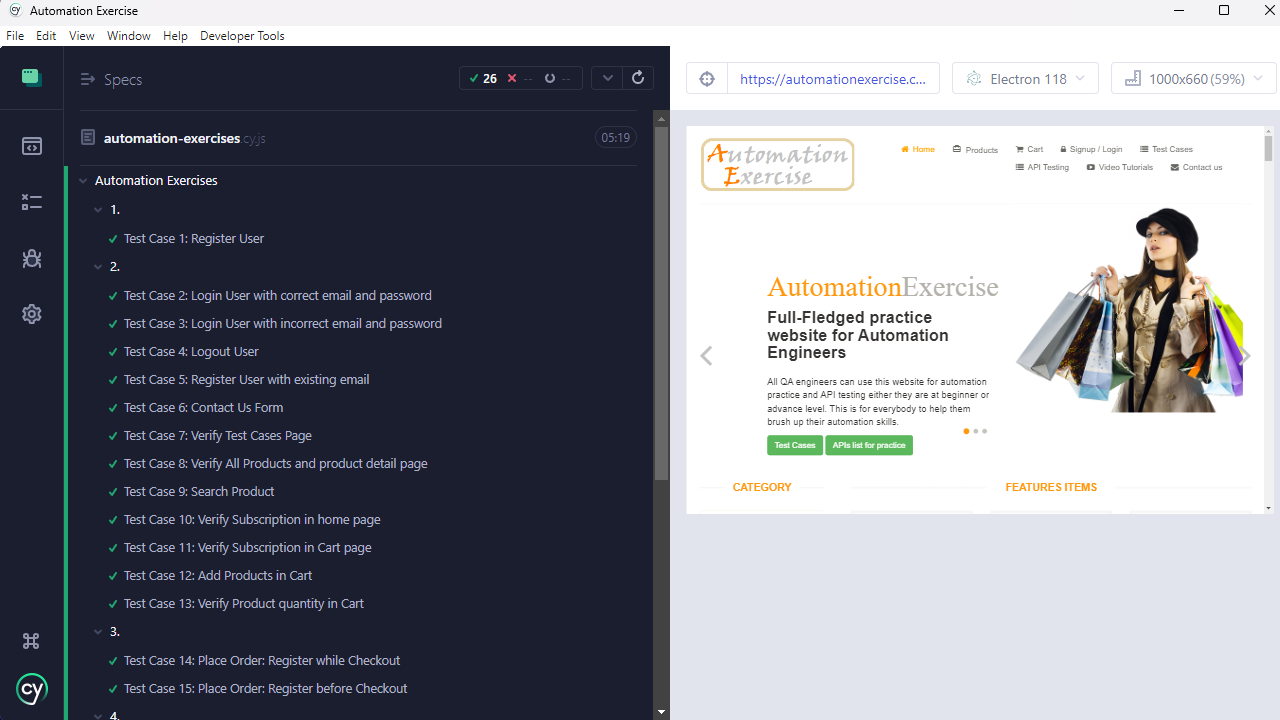 Automation Exercise
File Edit View Window Help Developer Tools
Specs
26 -- --
automation-exercises.cy.js
05:19
Automation Exercises
1.
Test Case 1: Register User
2.
Test Case 2: Login User with correct email and password
Test Case 3: Login User with incorrect email and password
Test Case 4: Logout User
Test Case 5: Register User with existing email
Test Case 6: Contact Us Form
Test Case 7: Verify Test Cases Page
Test Case 8: Verify All Products and product detail page
Test Case 9: Search Product
Test Case 10: Verify Subscription in home page
Test Case 11: Verify Subscription in Cart page
Test Case 12: Add Products in Cart
Test Case 13: Verify Product quantity in Cart
3.
Test Case 14: Place Order: Register while Checkout
Test Case 15: Place Order: Register before Checkout
4.
cy
https://automationexercise.c...
Electron 118
1000x660 (59%)
Automation
Exercise
Home Products Cart Signup / Login Test Cases
API Testing Video Tutorials Contact us
AutomationExercise
Full-Fledged practice
website for Automation
Engineers
All QA engineers can use this website for automation
practice and API testing either they are at beginner or
advance level. This is for everybody to help them
brush up their automation skills.
Test Cases APIs list for practice
CATEGORY
FEATURES ITEMS